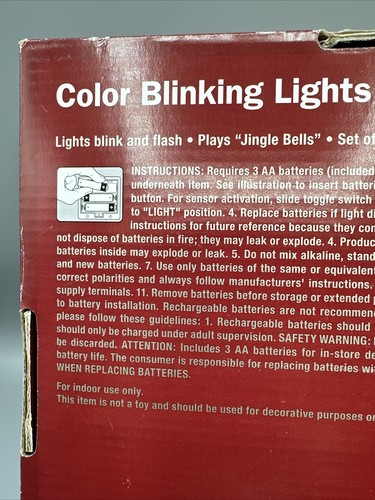 Color Blinking Lights
Lights blink and flash • Plays "Jingle Bells" • Set of
INSTRUCTIONS: Requires 3 AA batteries (included
underneath item. See illustration to insert batteri
button. For sensor activation, slide toggle switch
to "LIGHT" position. 4. Replace batteries if light di
instructions for future reference because they con
not dispose of batteries in fire; they may leak or explode. 4. Produc
batteries inside may explode or leak. 5. Do not mix alkaline, stand
and new batteries. 7. Use only batteries of the same or equivalent
correct polarities and always follow manufacturers' instructions.
supply terminals. 11. Remove batteries before storage or extended p
to battery installation. Rechargeable batteries are not recommen
please follow these guidelines: 1. Rechargeable batteries should
should only be charged under adult supervision. SAFETY WARNING:
be discarded. ATTENTION: Includes 3 AA batteries for in-store de
battery life. The consumer is responsible for replacing batteries wi
WHEN REPLACING BATTERIES.
For indoor use only.
This item is not a toy and should be used for decorative purposes on